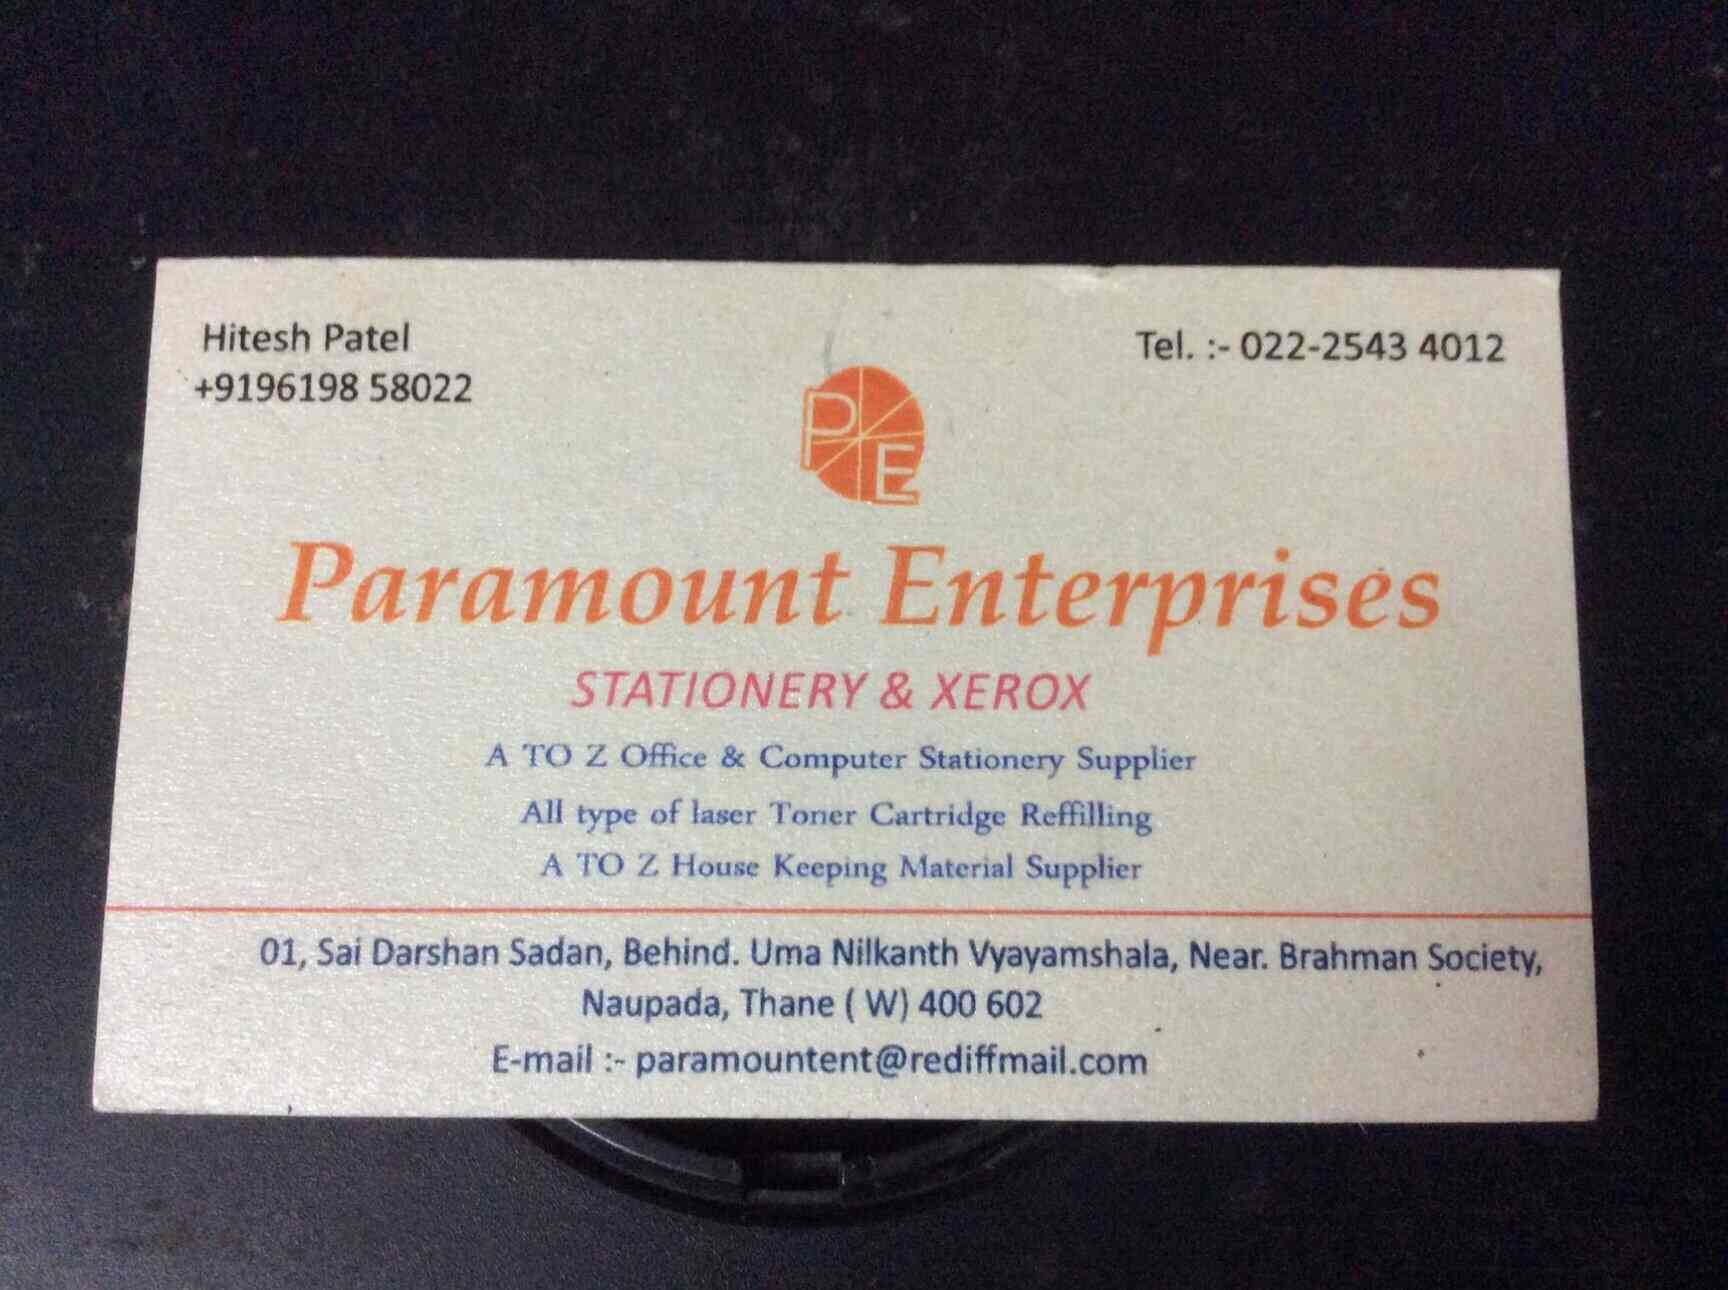 Hitesh Patel
+9196198 58022
Tel. :- 022-2543 4012
PE
Paramount Enterprises
STATIONERY & XEROX
A TO Z Office & Computer Stationery Supplier
All type of laser Toner Cartridge Reffilling
A TO Z House Keeping Material Supplier
01, Sai Darshan Sadan, Behind. Uma Nilkanth Vyayamshala, Near. Brahman Society,
Naupada, Thane ( W) 400 602
E-mail :- paramountent@rediffmail.com